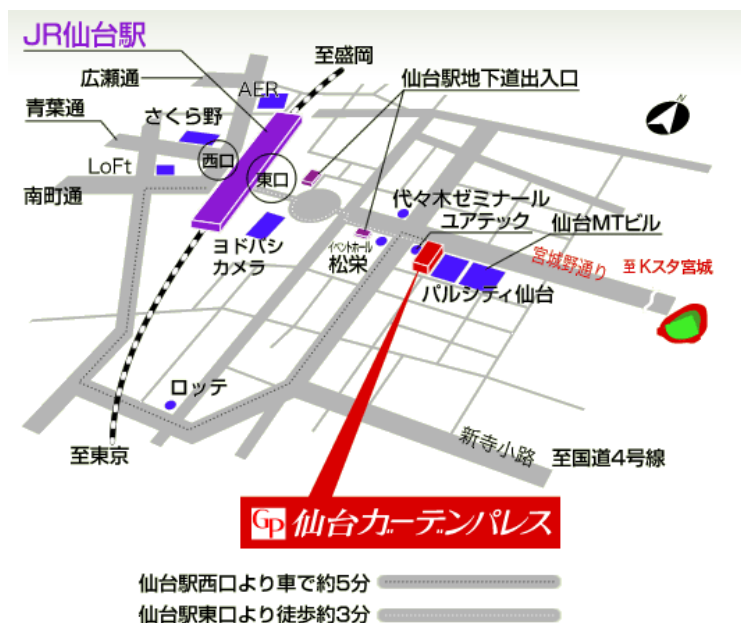 JR仙台駅
至盛岡
広瀬通
AER
仙台駅地下道出入口
N
青葉通
さくら野
西口
LoFt
東口
南町通
代々木ゼミナール
ユアテック
仙台MTビル
ヨドバシ
カメラ
イベントホール
松栄
宮城野通り
至Kスタ宮城
パルシティ仙台
ロッテ
至東京
新寺小路
至国道4号線
GP 仙台ガーデンパレス
仙台駅西口より車で約5分
仙台駅東口より徒歩約3分